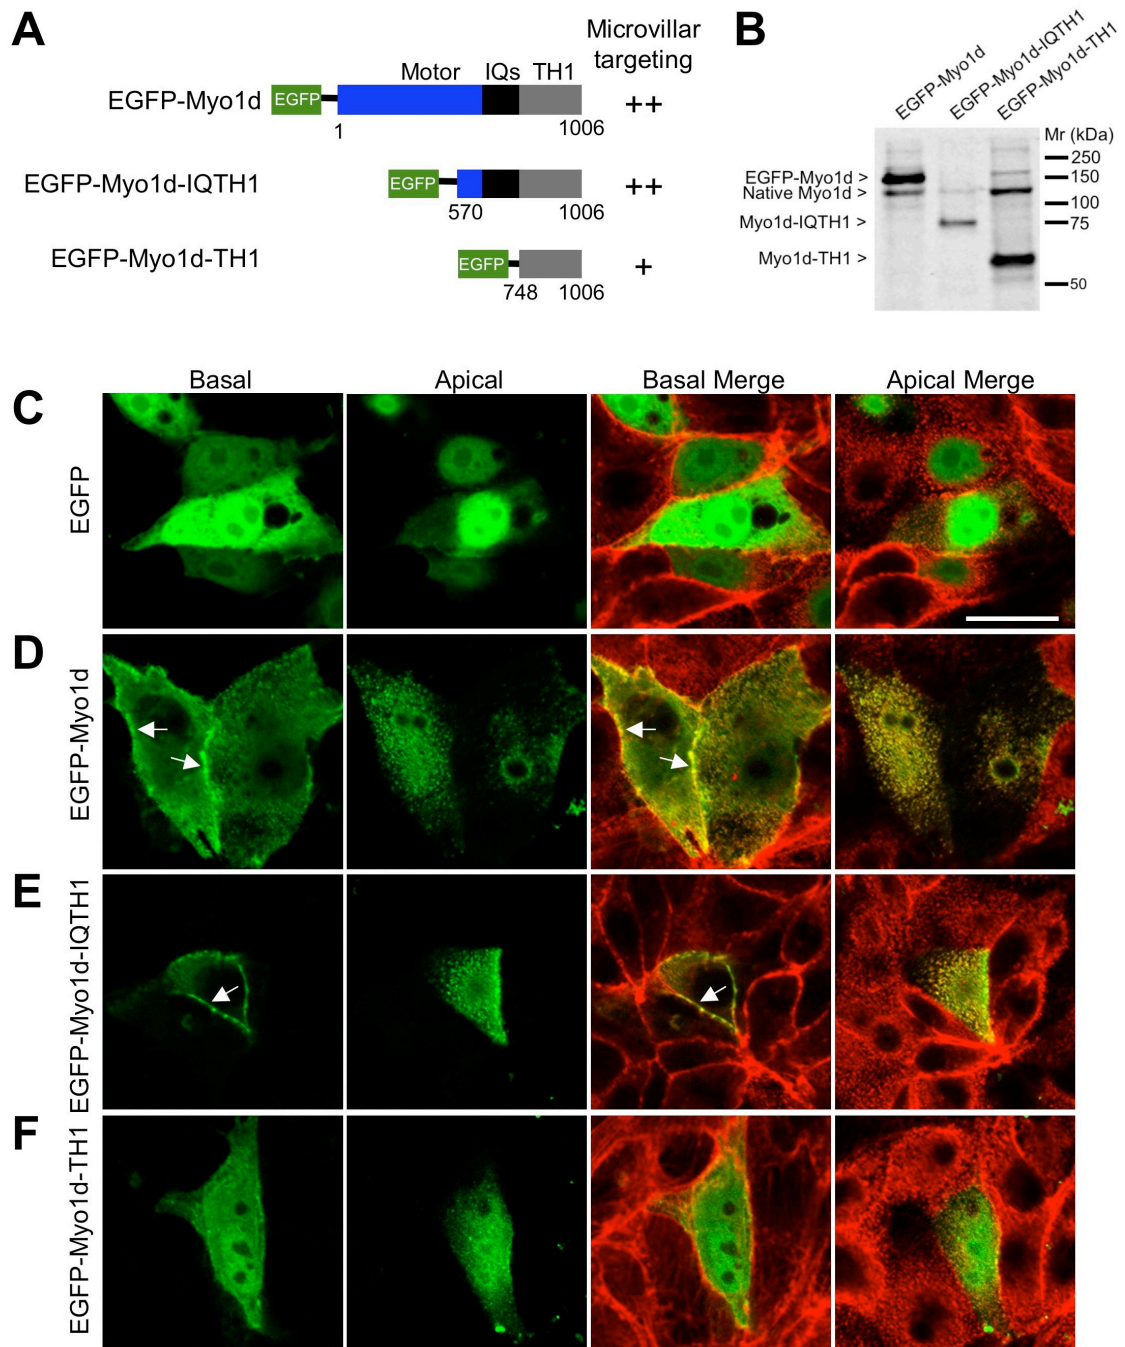 A
Microvillar
targeting
Motor IQs TH1
EGFP-Myo1d EGFP ++
1 1006
EGFP-Myo1d-IQTH1 EGFP ++
570 1006
EGFP-Myo1d-TH1 EGFP +
748 1006
B
EGFP-Myo1d
EGFP-Myo1d-IQTH1
EGFP-Myo1d-TH1
Mr (kDa)
250
EGFP-Myo1d > 150
Native Myo1d >
100
Myo1d-IQTH1 > 75
Myo1d-TH1 >
50
Basal Apical Basal Merge Apical Merge
C
EGFP
D
EGFP-Myo1d
E
EGFP-Myo1d-IQTH1
F
EGFP-Myo1d-TH1